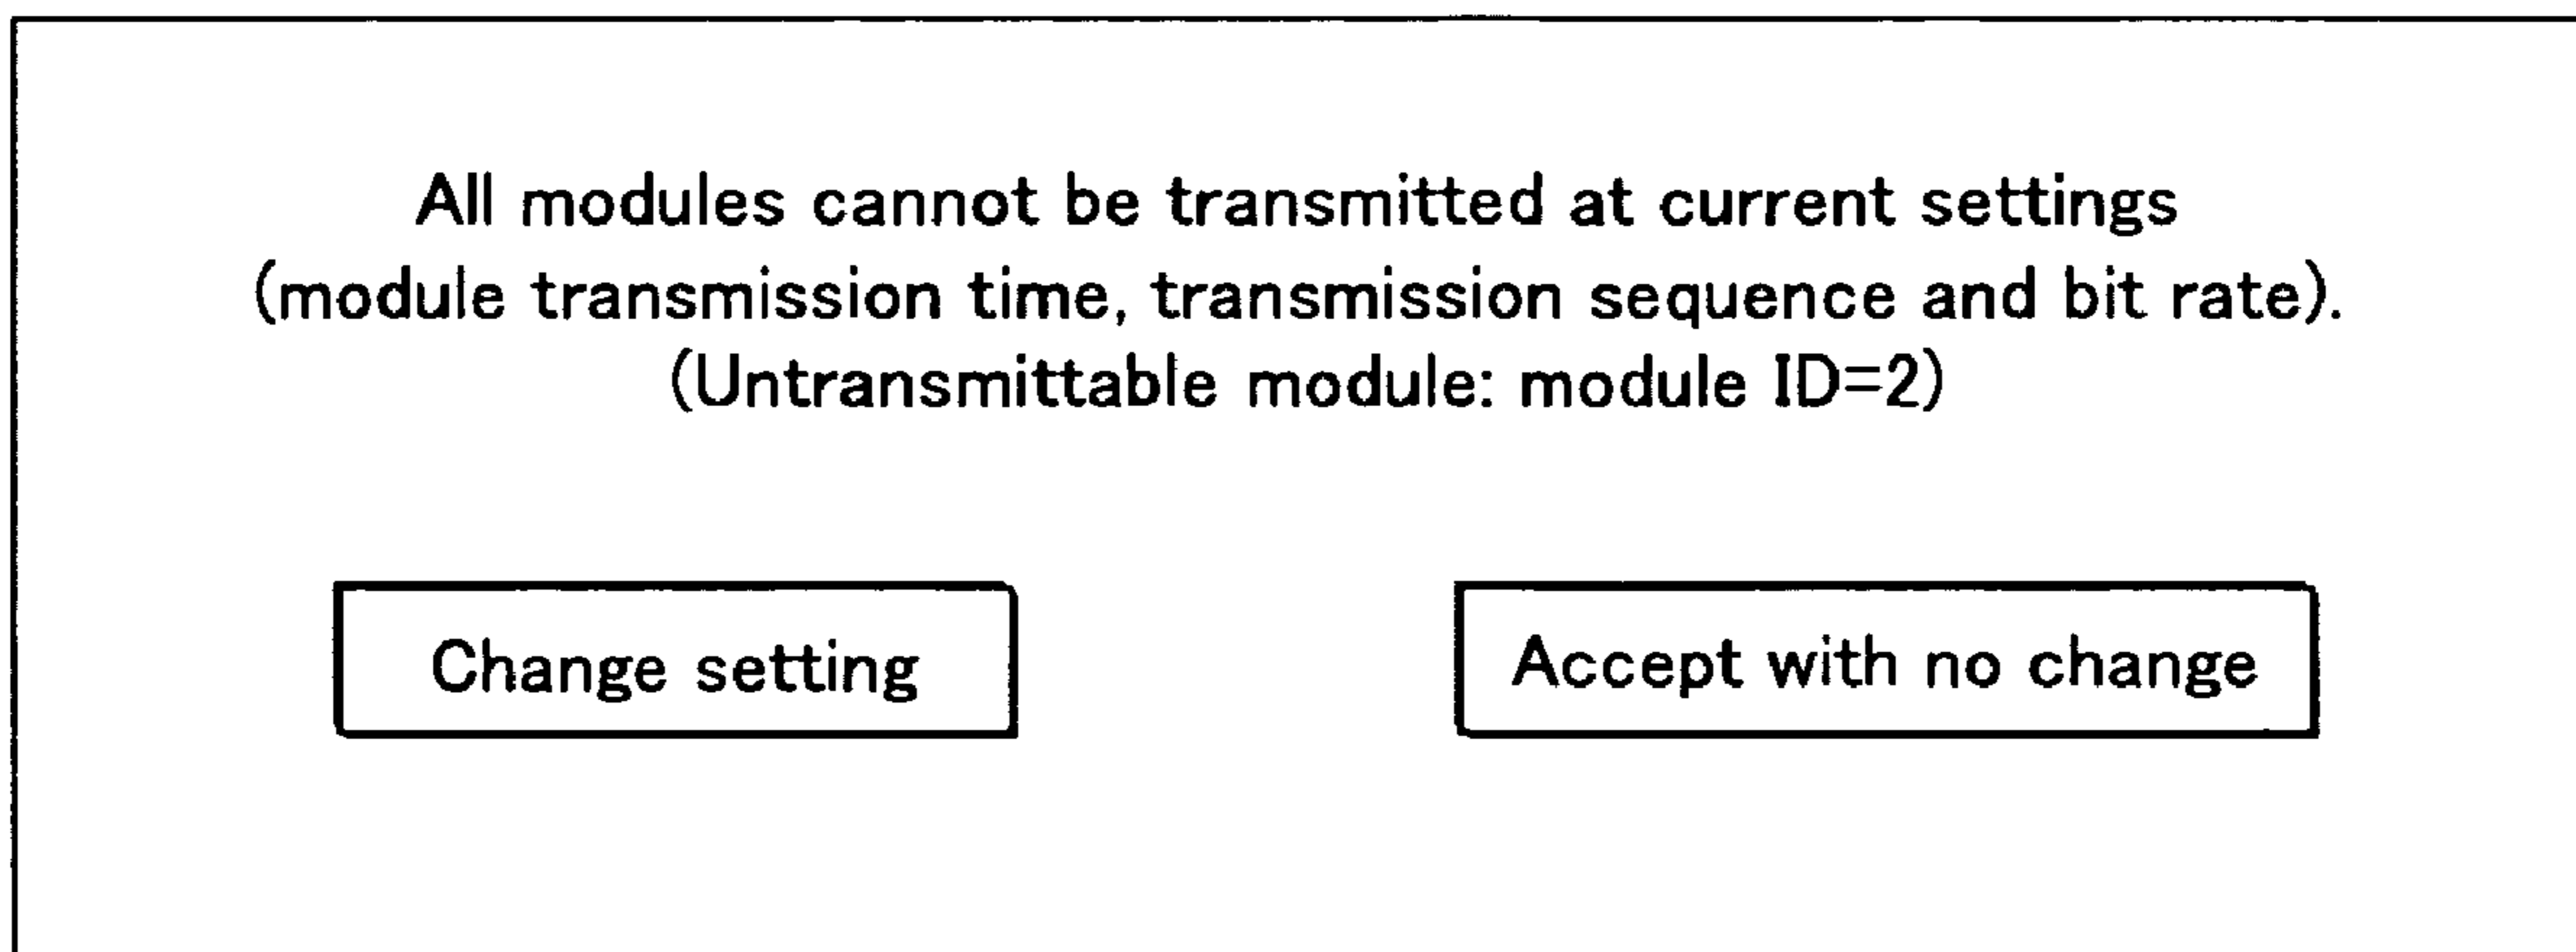 All modules cannot be transmitted at current settings
(module transmission time, transmission sequence and bit rate).
(Untransmittable module: module ID=2)
Change setting
Accept with no change